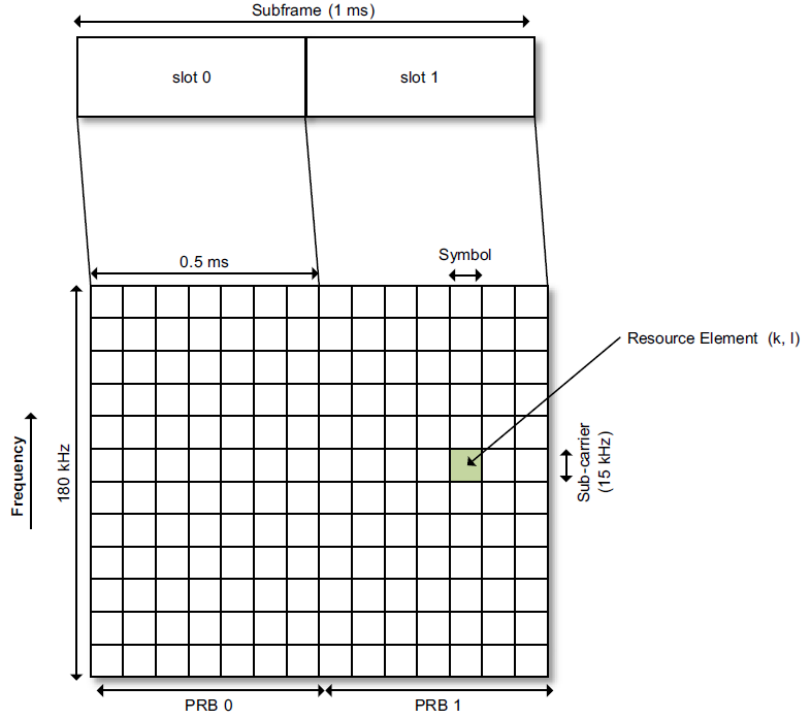 Subframe (1 ms)
slot 0
slot 1
0.5 ms
Symbol
Resource Element (k, l)
Frequency
180 kHz
Sub-carrier
(15 kHz)
PRB 0
PRB 1